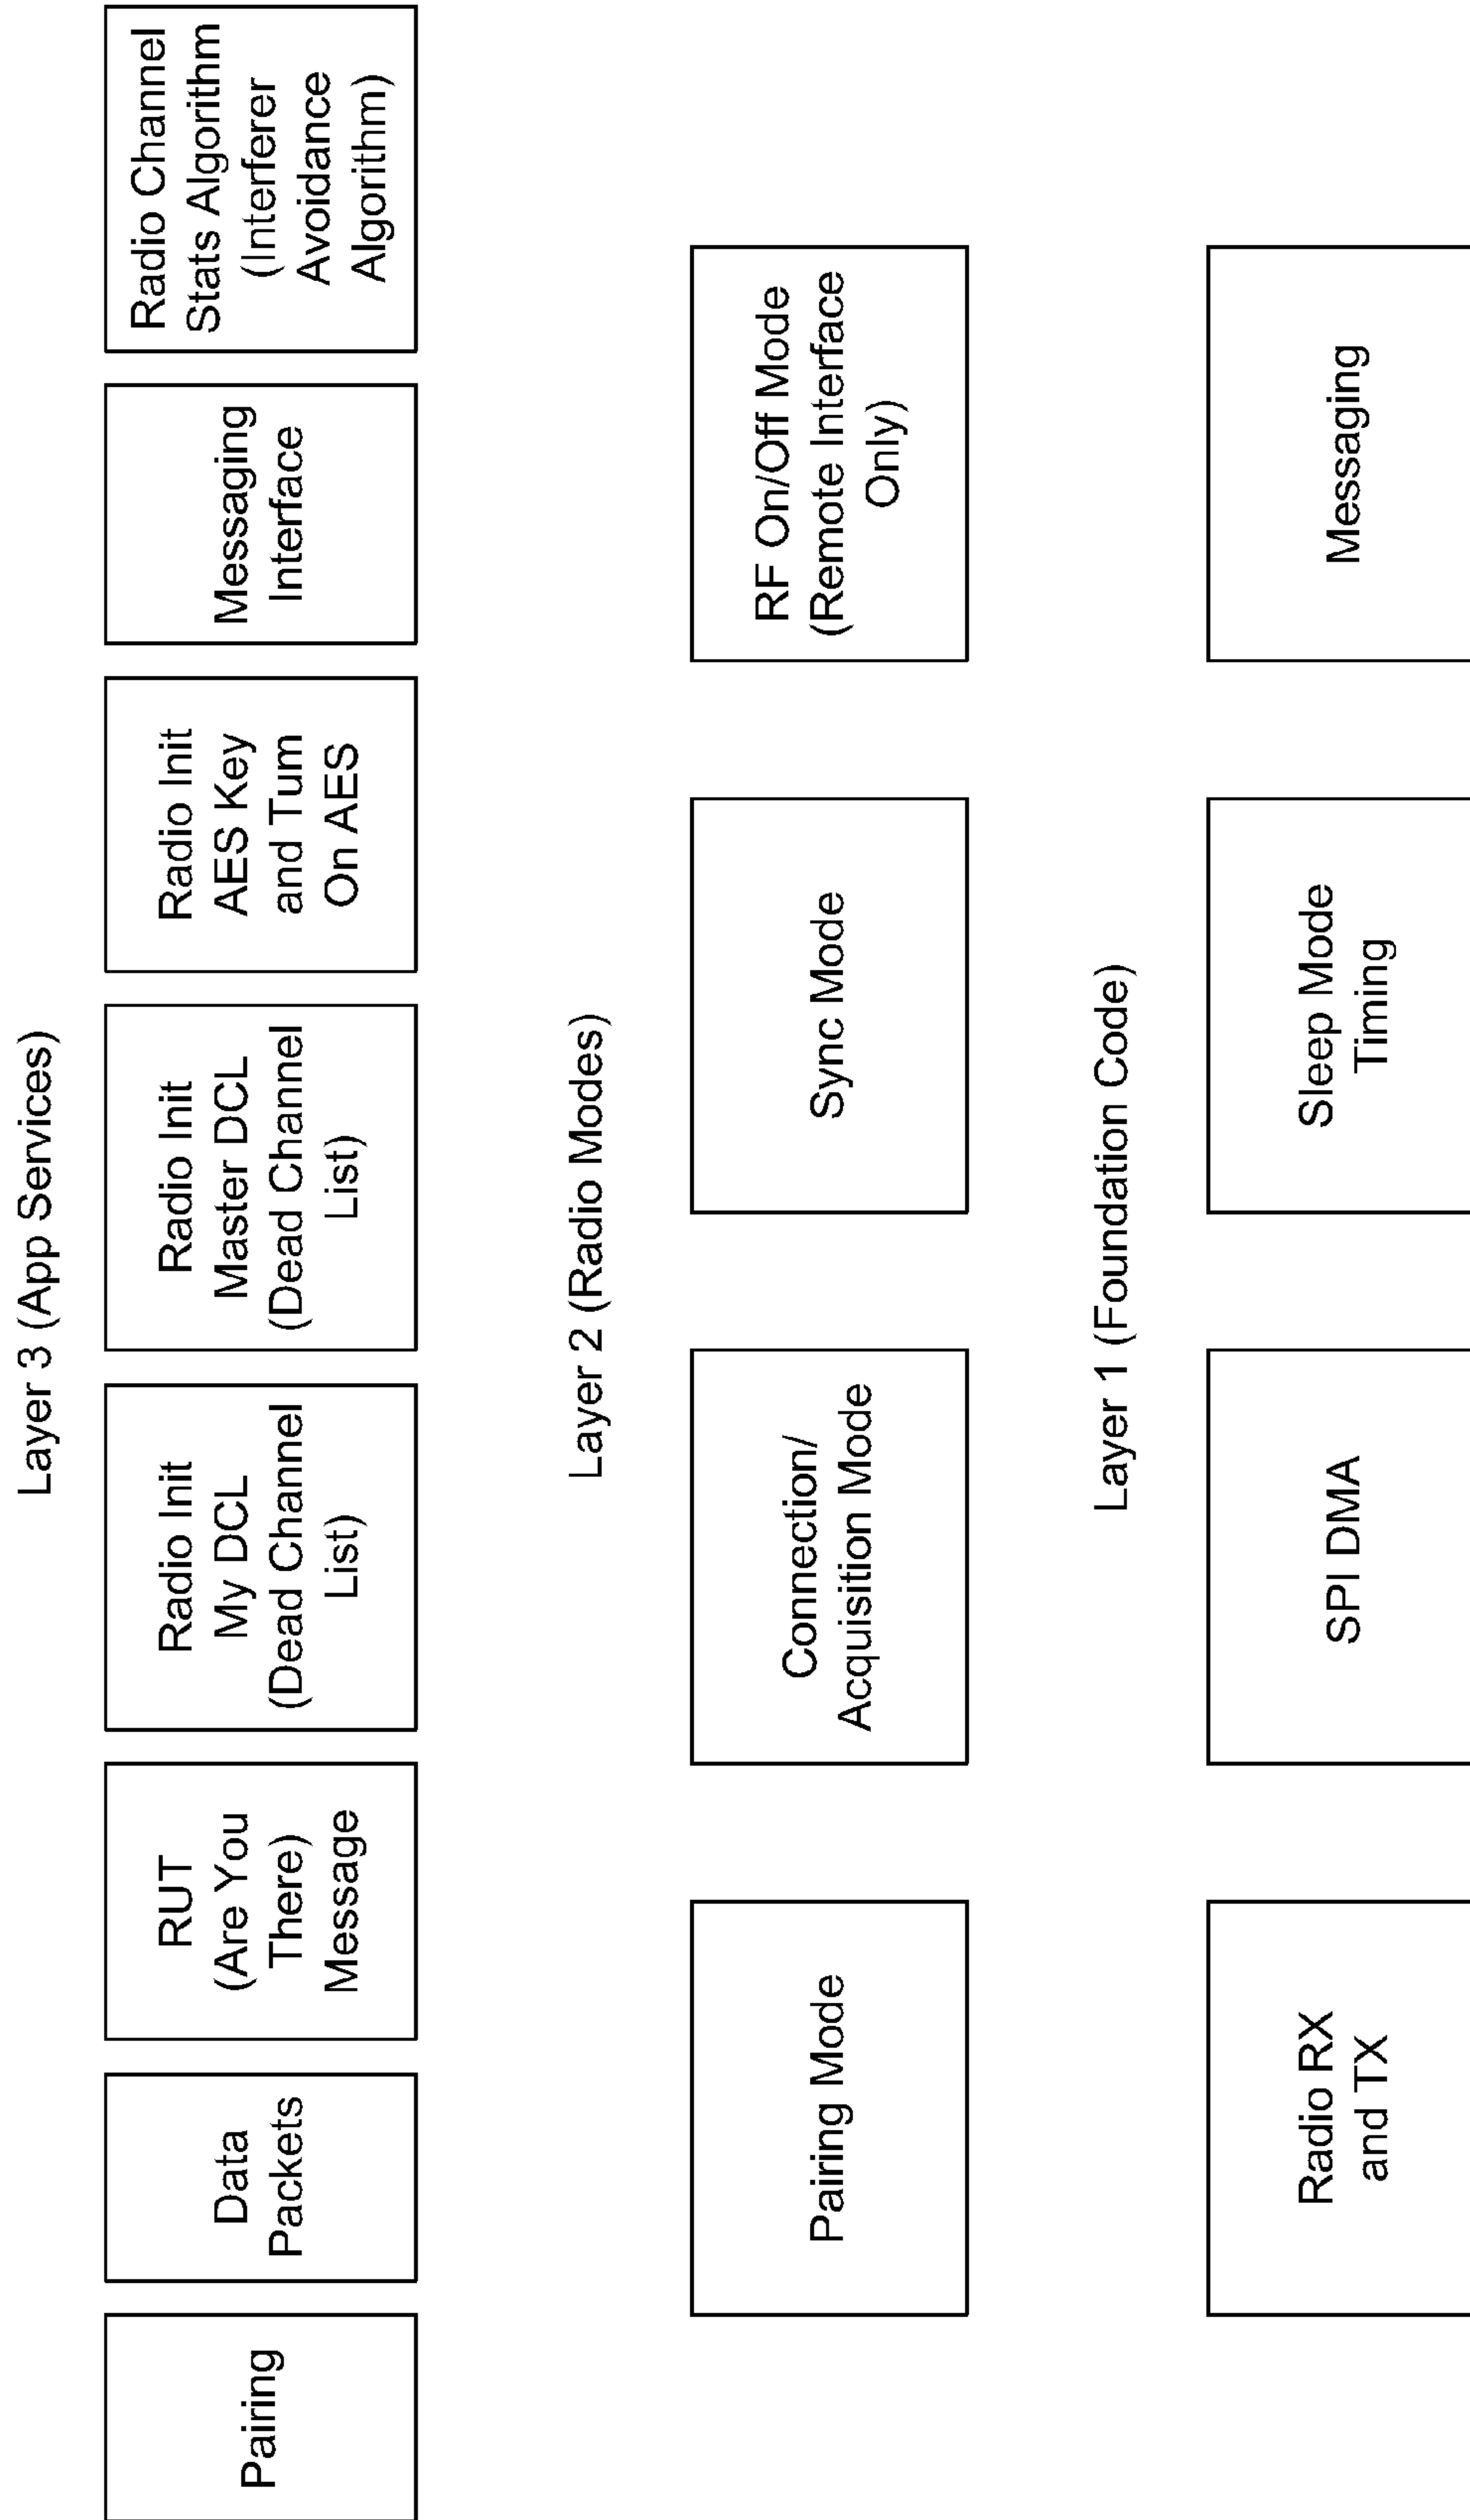 Layer 3 (App Services)
Pairing
Data
Packets
RUT
(Are You
There)
Message
Radio Init
My DCL
(Dead Channel
List)
Radio Init
Master DCL
(Dead Channel
List)
Radio Init
AES Key
and Tum
On AES
Messaging
Interface
Radio Channel
Stats Algorithm
(Interferer
Avoidance
Algorithm)
Layer 2 (Radio Modes)
Pairing Mode
Connection/
Acquisition Mode
Sync Mode
RF On/Off Mode
(Remote Interface
Only)
Layer 1 (Foundation Code)
Radio RX
and TX
SPI DMA
Sleep Mode
Timing
Messaging